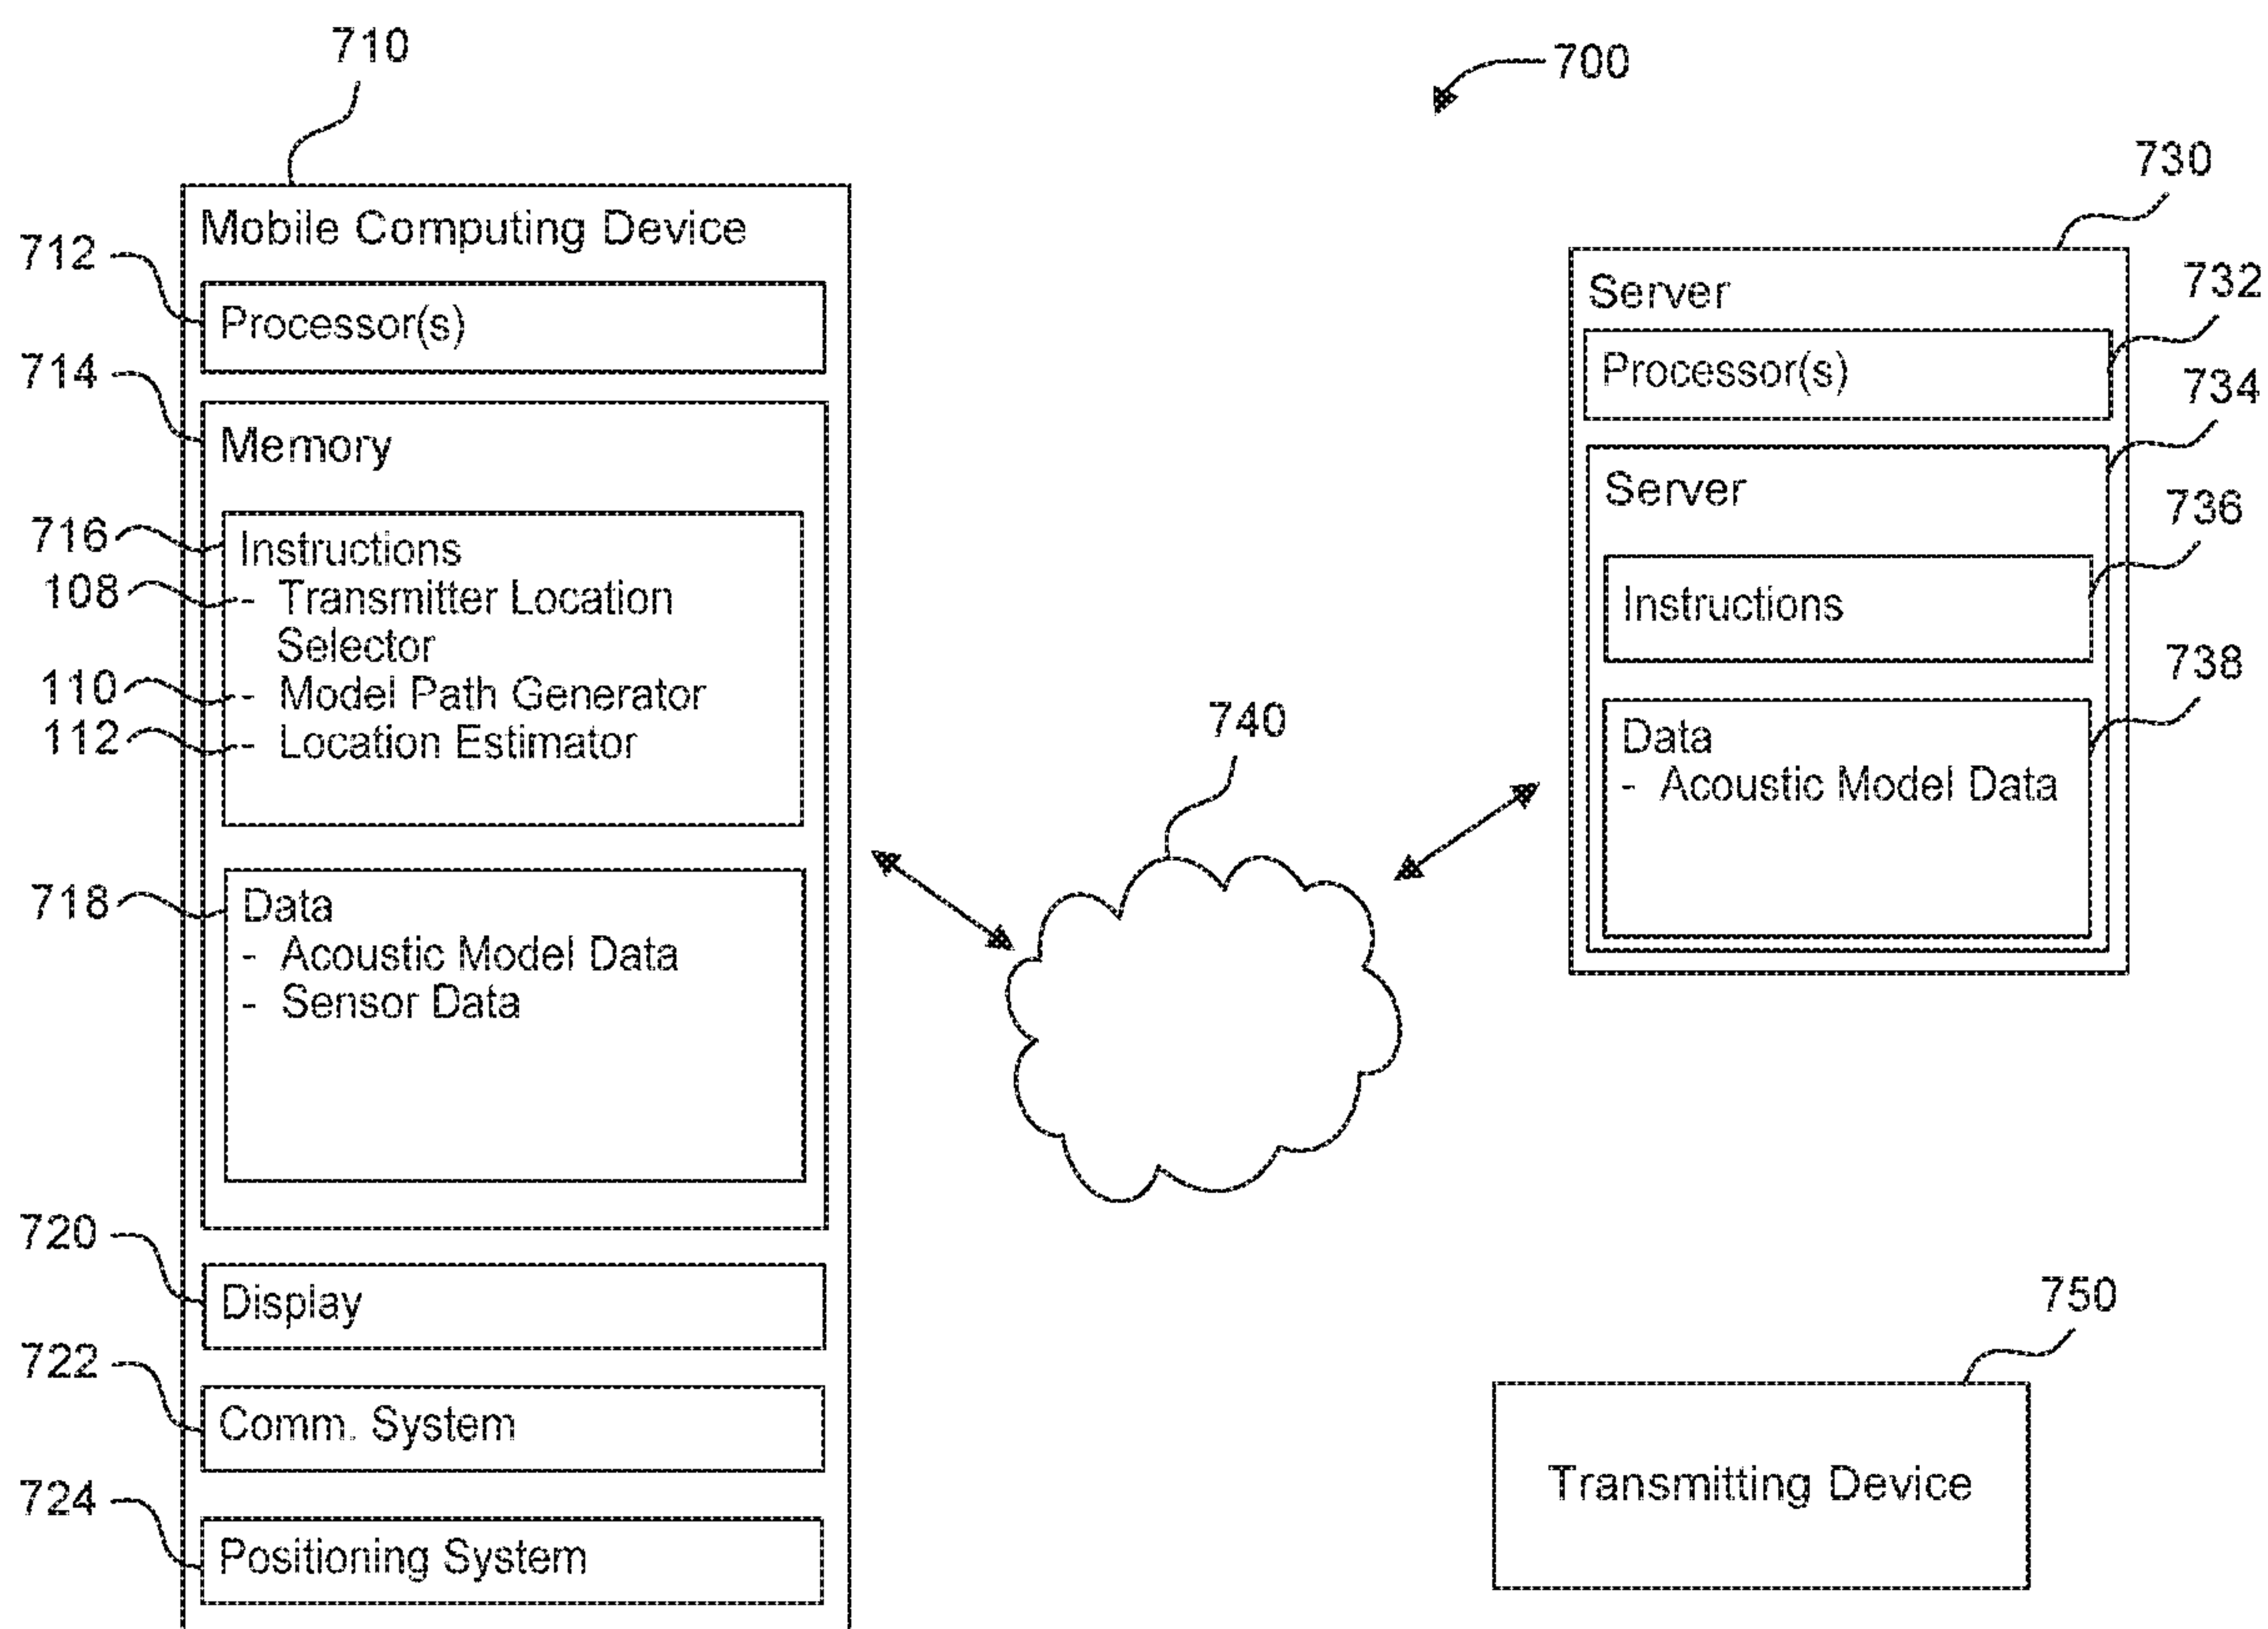 710
700
730
Mobile Computing Device
712
Processor(s)
714
Memory
716
Instructions
108
- Transmitter Location
Selector
110
- Model Path Generator
112
- Location Estimator
718
Data
- Acoustic Model Data
- Sensor Data
720
Display
722
Comm. System
724
Positioning System
740
Server
732
Processor(s)
734
Server
736
Instructions
738
Data
- Acoustic Model Data
750
Transmitting Device